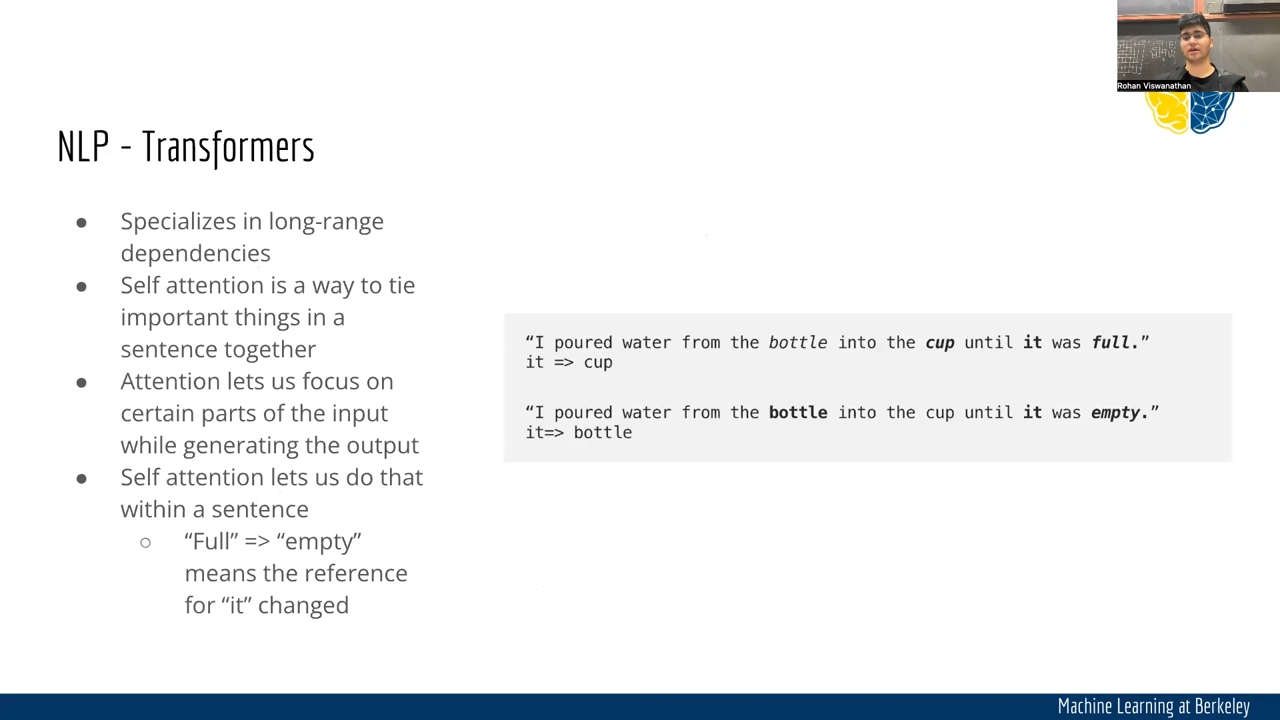 Rohan Viswanathan
NLP - Transformers
● Specializes in long-range
dependencies
● Self attention is a way to tie
important things in a
sentence together
● Attention lets us focus on
certain parts of the input
while generating the output
● Self attention lets us do that
within a sentence
○ “Full” => “empty”
means the reference
for “it” changed
“I poured water from the bottle into the cup until it was full.”
it => cup
“I poured water from the bottle into the cup until it was empty.”
it=> bottle
Machine Learning at Berkeley